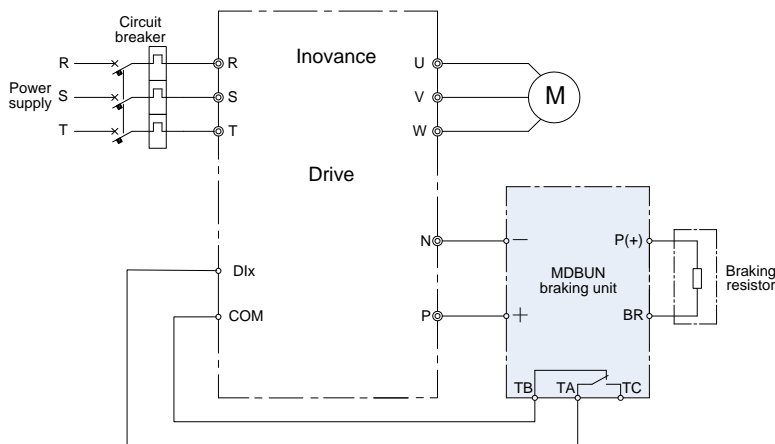 Circuit
breaker
Inovance
R
R
U
Power
supply
S
S
V
M
T
T
W
Drive
N
−
P(+)
DIx
MDBUN
braking unit
Braking
resistor
COM
P
+
BR
TB
TA
TC